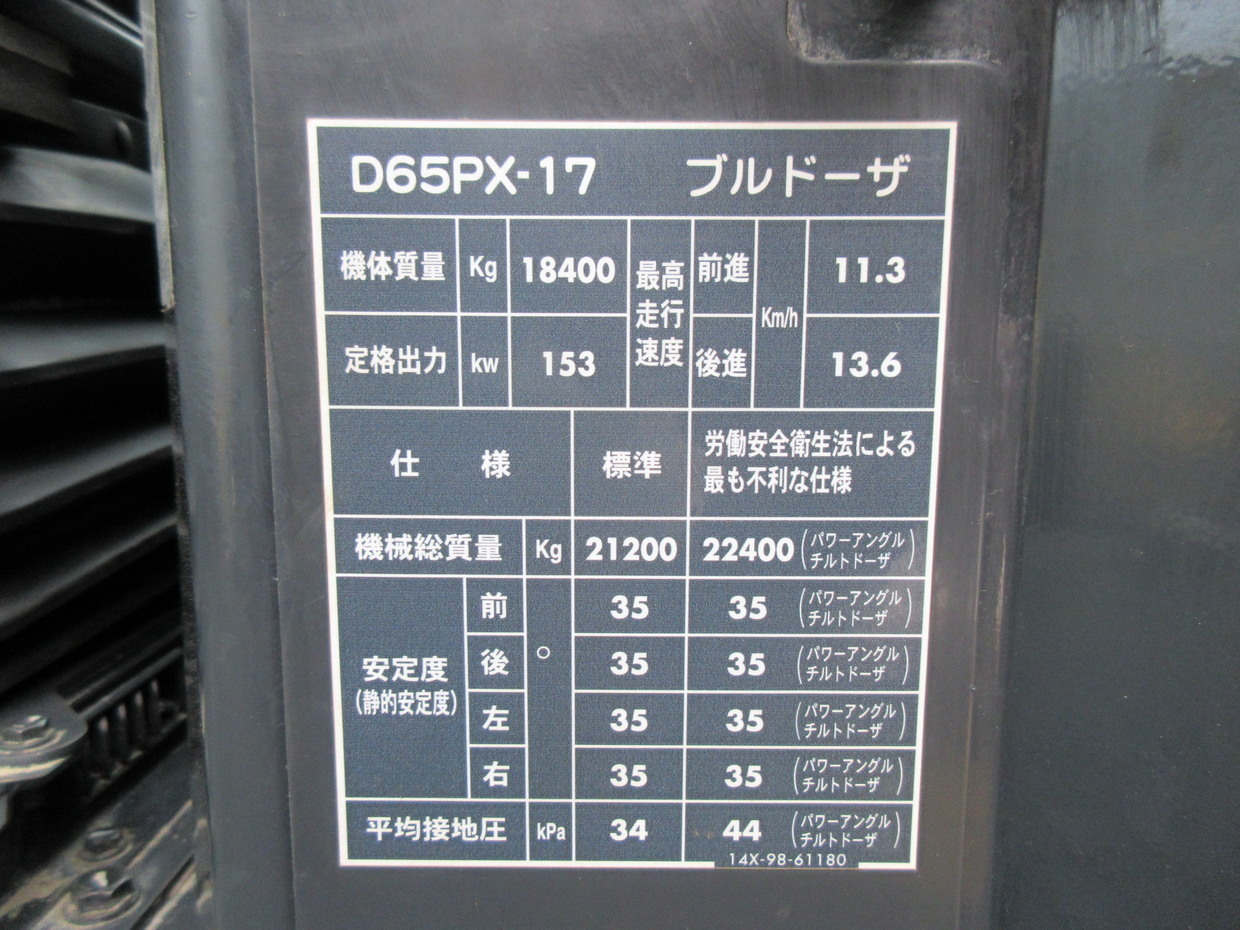 D65PX-17 ブルドーザ
機体質量 Kg 18400 最高走行速度 前進 Km/h 11.3
定格出力 kw 153 後進 13.6
仕様 標準 労働安全衛生法による
最も不利な仕様
機械総質量 Kg 21200 22400 (パワーアングル
チルトドーザ)
安定度
(静的安定度)
前 ° 35 35 (パワーアングル
チルトドーザ)
後 35 35 (パワーアングル
チルトドーザ)
左 35 35 (パワーアングル
チルトドーザ)
右 35 35 (パワーアングル
チルトドーザ)
平均接地圧 kPa 34 44 (パワーアングル
チルトドーザ)
14X-98-61180